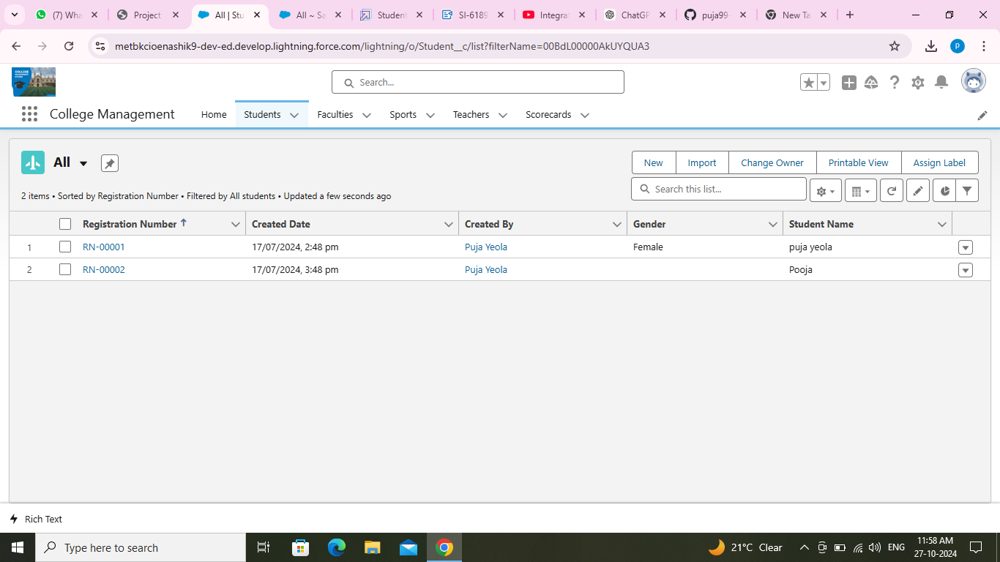 (7) Wha
Project
All | Stu
All ~ Sa
Student
SI-6189
Integrat
ChatGP
puja99-
New Ta
metbkcioenashik9-dev-ed.develop.lightning.force.com/lightning/o/Student__c/list?filterName=00BdL00000AkUYQUA3
P
COLLEGE
MANAGEMENT
SYSTEM
Search...
College Management
Home
Students
Faculties
Sports
Teachers
Scorecards
All
New
Import
Change Owner
Printable View
Assign Label
2 items • Sorted by Registration Number • Filtered by All students • Updated a few seconds ago
Search this list...
Registration Number ↑
Created Date
Created By
Gender
Student Name
1 RN-00001 17/07/2024, 2:48 pm Puja Yeola Female puja yeola
2 RN-00002 17/07/2024, 3:48 pm Puja Yeola Pooja
Rich Text
Type here to search
21°C Clear
ENG
11:58 AM
27-10-2024